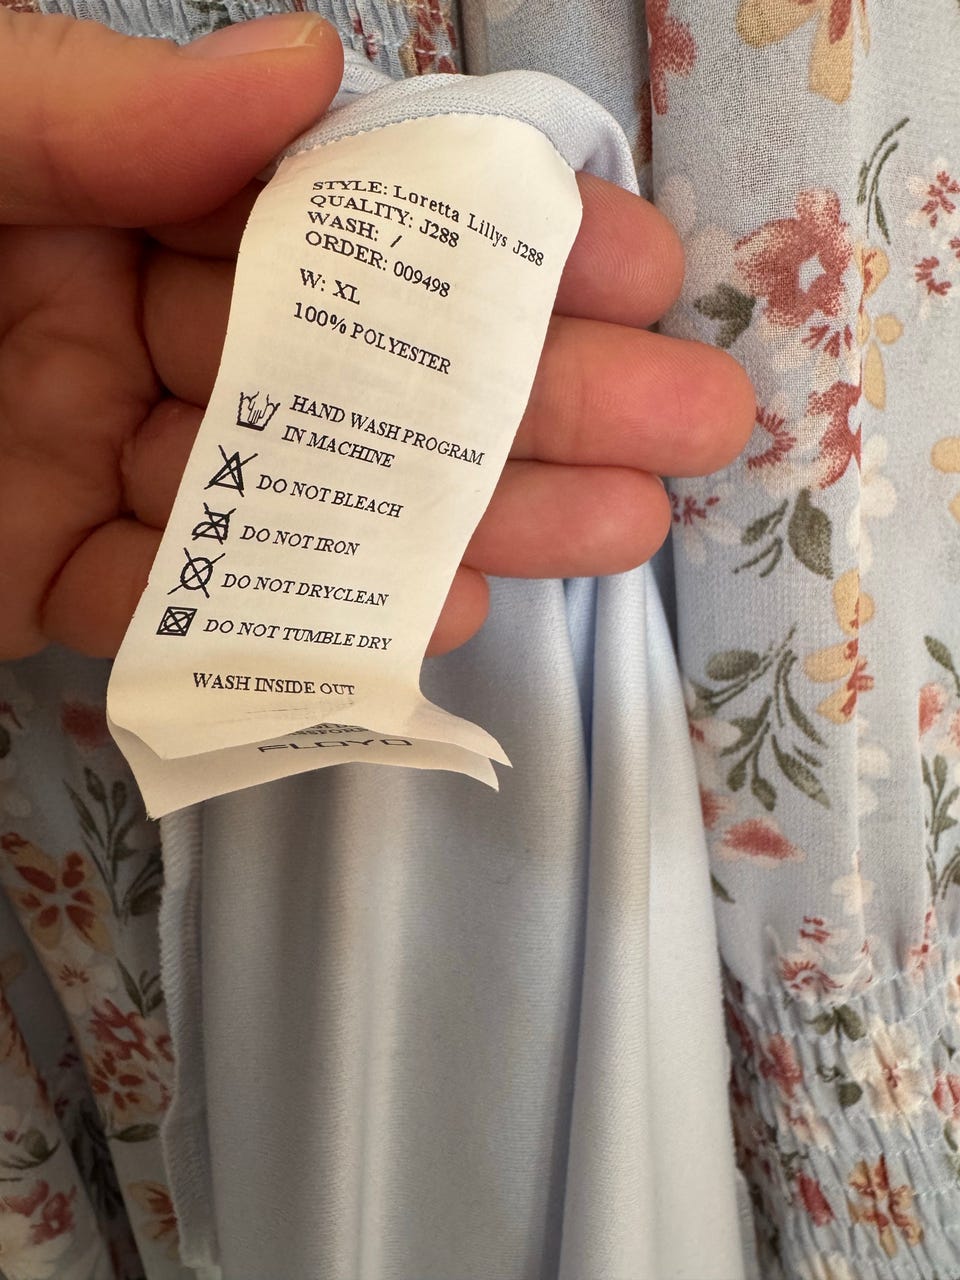 STYLE: Loretta Lillys J288
QUALITY: J288
WASH: /
ORDER: 009498
W: XL
100% POLYESTER
HAND WASH PROGRAM
IN MACHINE
DO NOT BLEACH
DO NOT IRON
DO NOT DRYCLEAN
DO NOT TUMBLE DRY
WASH INSIDE OUT
FLOYD